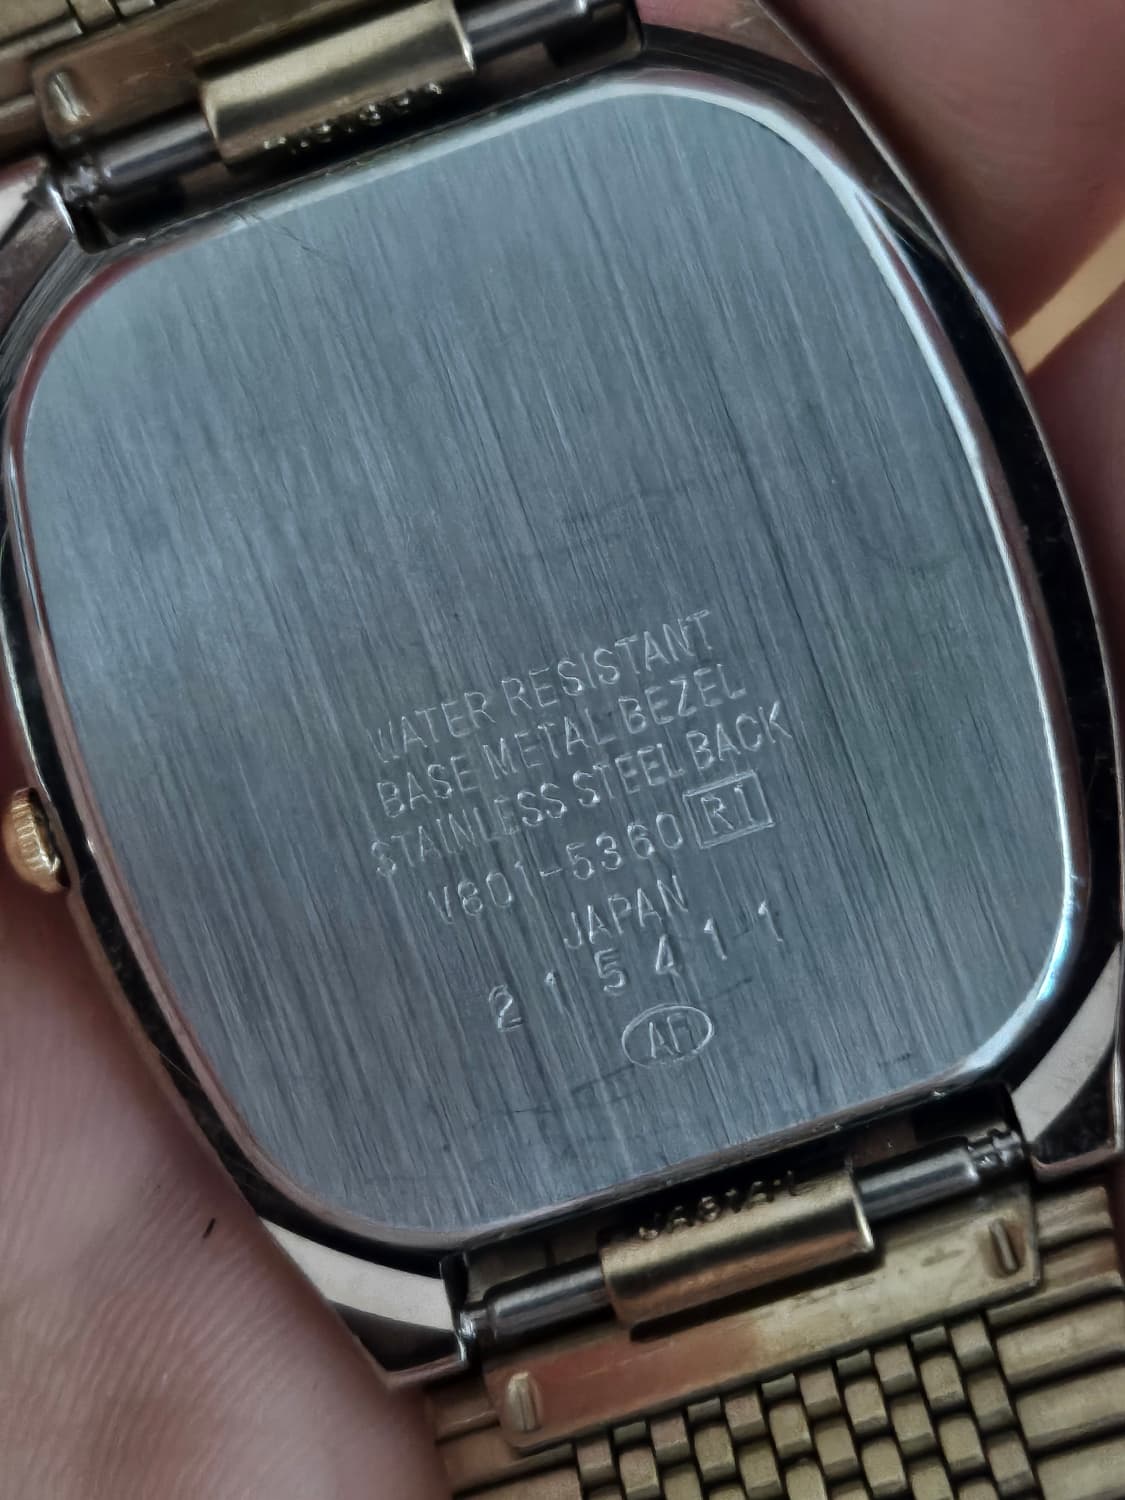 WATER RESISTANT
BASE METAL BEZEL
STAINLESS STEEL BACK
V801-5360 R1
JAPAN
215411
AF